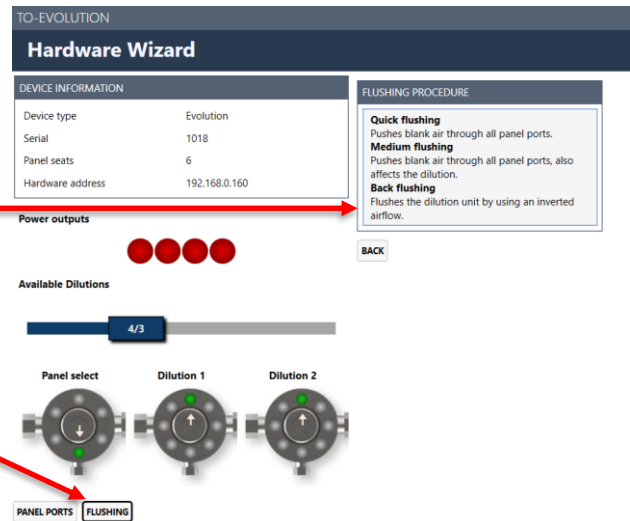 TO-EVOLUTION
Hardware Wizard
DEVICE INFORMATION
Device type Evolution
Serial 1018
Panel seats 6
Hardware address 192.168.0.160
FLUSHING PROCEDURE
Quick flushing
Pushes blank air through all panel ports.
Medium flushing
Pushes blank air through all panel ports, also
affects the dilution.
Back flushing
Flushes the dilution unit by using an inverted
airflow.
BACK
Power outputs
Available Dilutions
4/3
Panel select Dilution 1 Dilution 2
PANEL PORTS FLUSHING